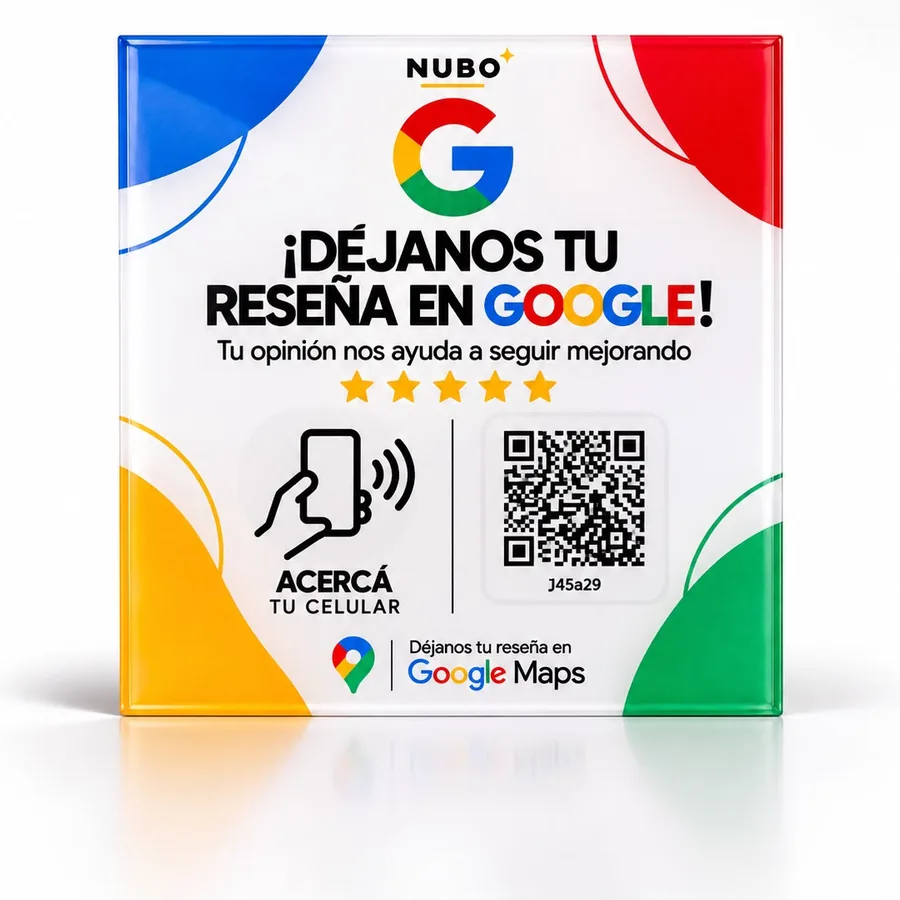 NUBO
¡DÉJANOS TU
RESEÑA EN GOOGLE!
Tu opinión nos ayuda a seguir mejorando
ACERCÁ
TU CELULAR
J45a29
Déjanos tu reseña en
Google Maps